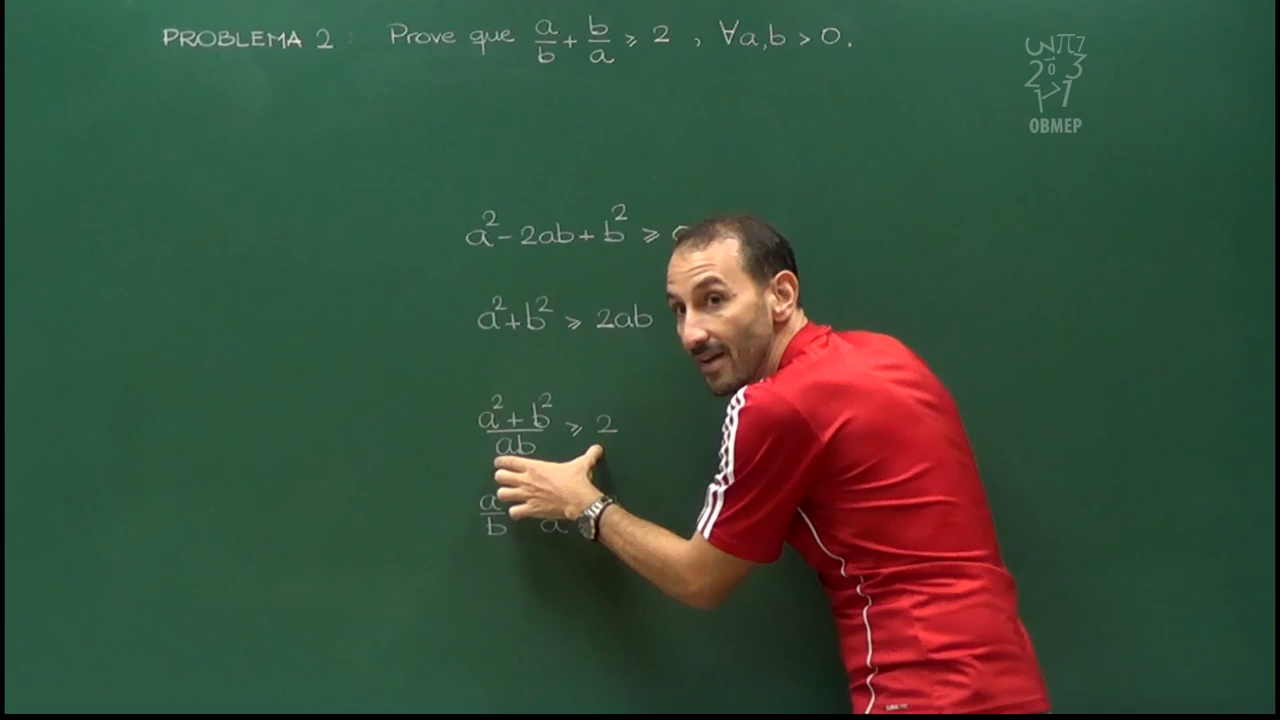 PROBLEMA 2: Prove que a/b + b/a ⩾ 2, ∀a,b > 0.
OBMEP
a² - 2ab + b² ⩾
a² + b² ⩾ 2ab
(a² + b²)/ab ⩾ 2
a/b a